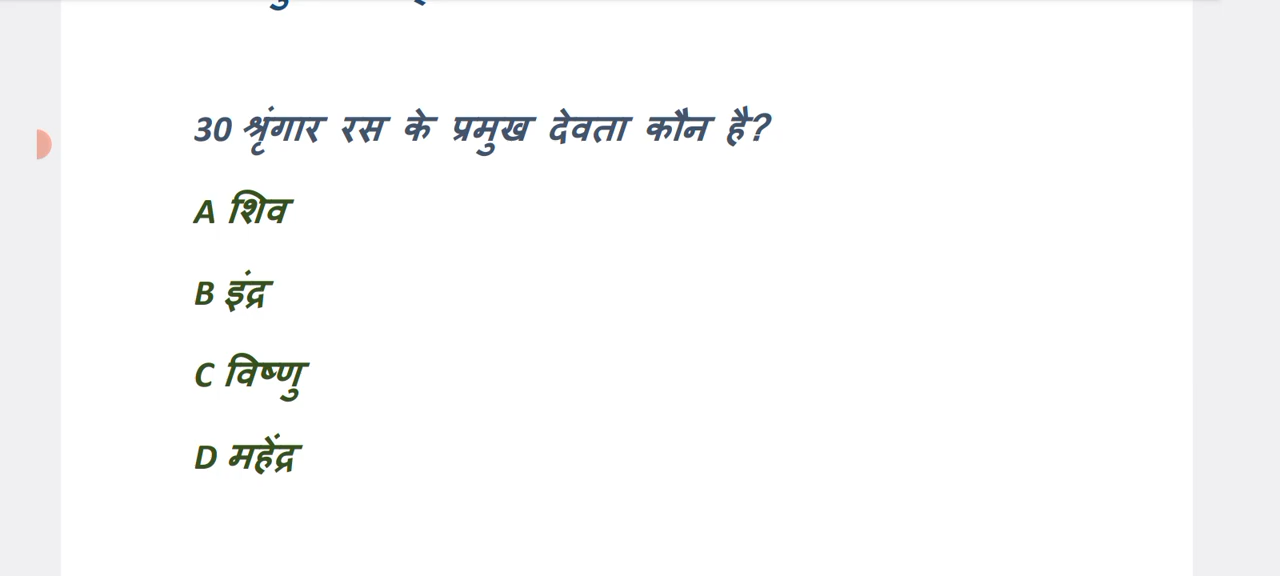 30 श्रृंगार रस के प्रमुख देवता कौन है?
A शिव
B इंद्र
C विष्णु
D महेंद्र